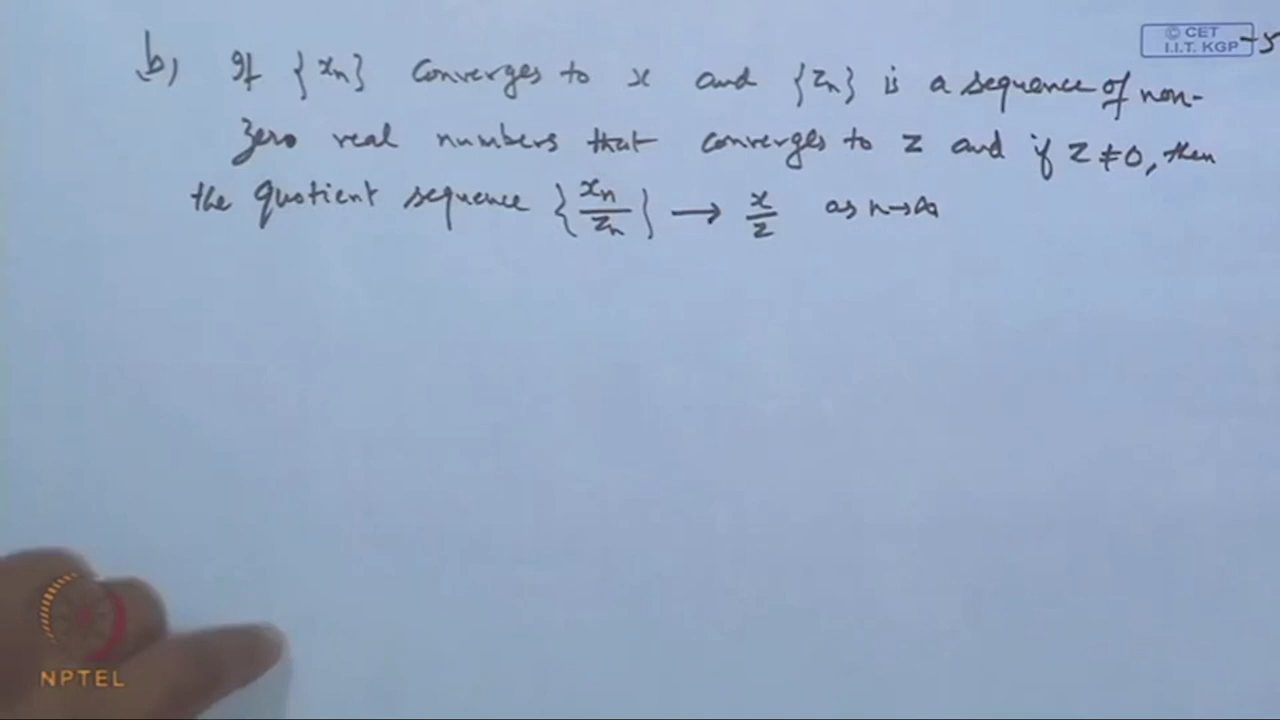 © CET
I.I.T. KGP -5
b) If {xₙ} converges to x and {zₙ} is a sequence of non-
zero real numbers that converges to z and if z ≠ 0, then
the quotient sequence {xₙ/zₙ} → x/z as n→∞
NPTEL